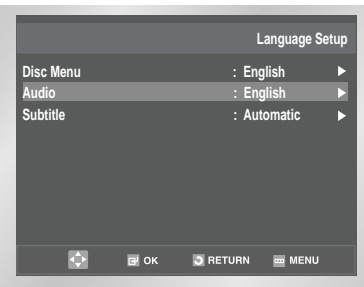 Language Setup
Disc Menu : English
Audio : English
Subtitle : Automatic
OK RETURN MENU